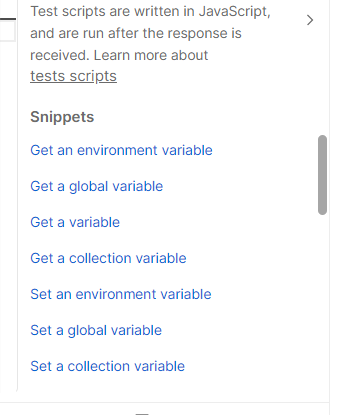 Test scripts are written in JavaScript,
and are run after the response is
received. Learn more about
tests scripts
Snippets
Get an environment variable
Get a global variable
Get a variable
Get a collection variable
Set an environment variable
Set a global variable
Set a collection variable